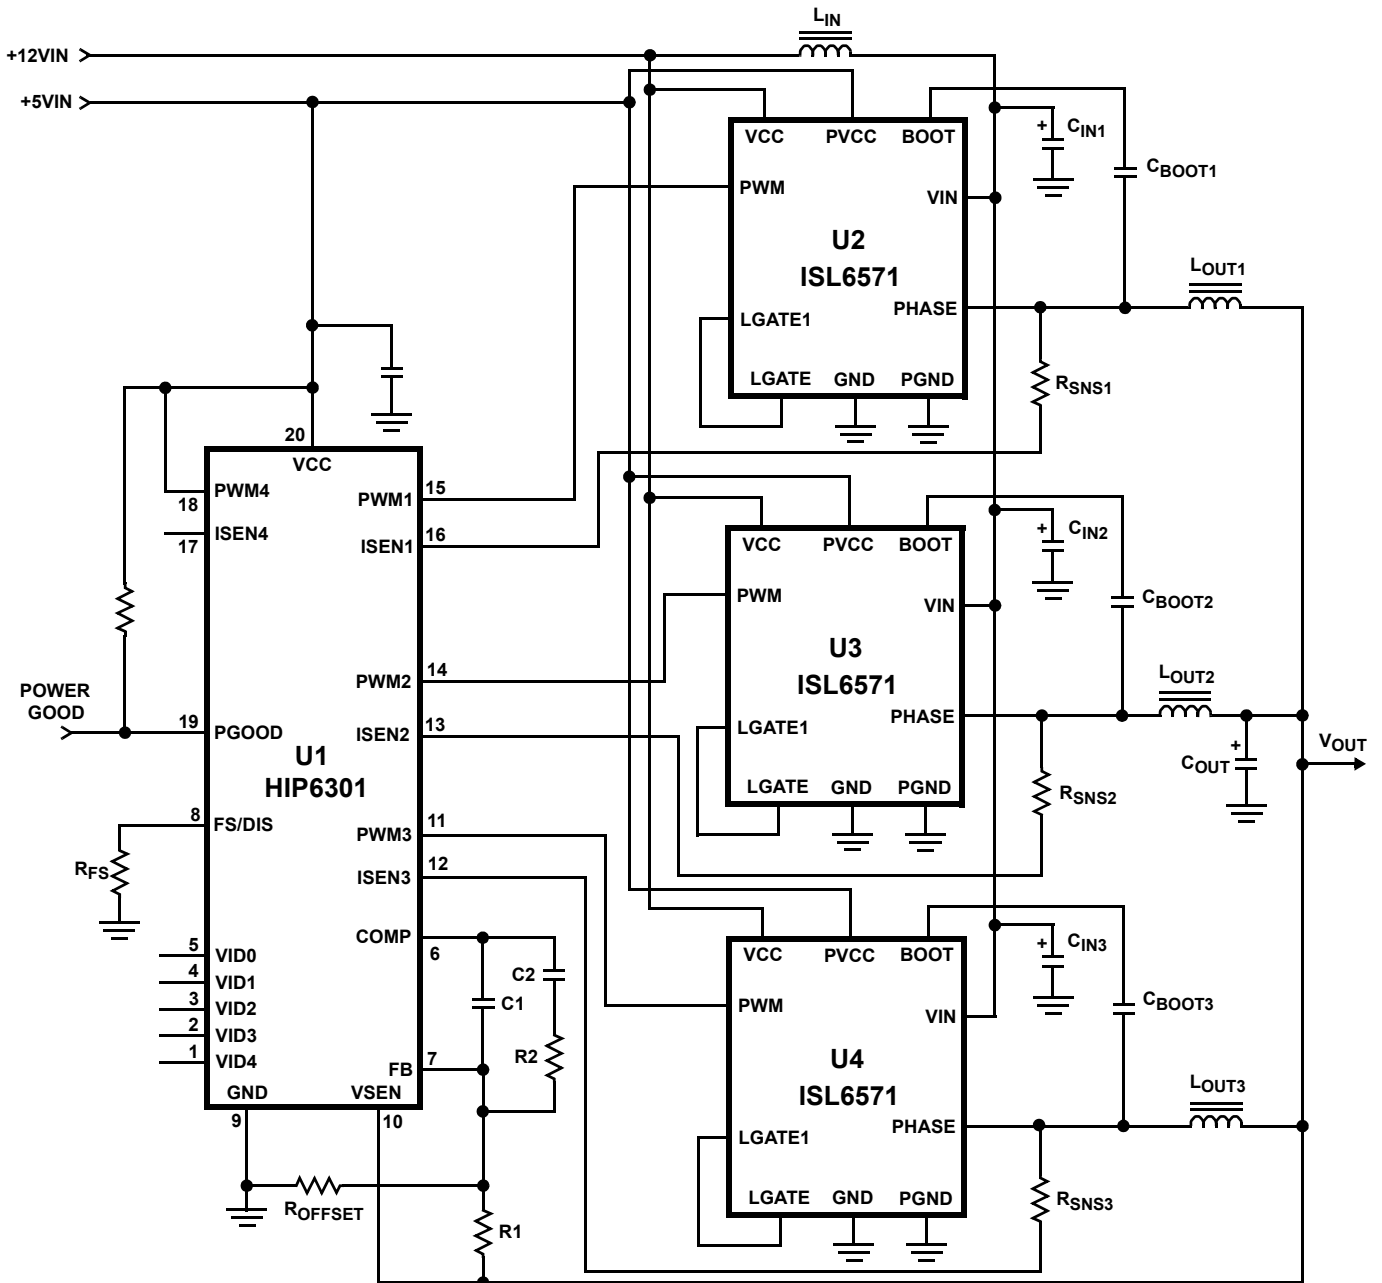 +12VIN
+5VIN
LIN
VCC
PVCC
BOOT
PWM
VIN
U2
ISL6571
LGATE1
PHASE
LGATE
GND
PGND
CIN1
CBOOT1
LOUT1
RSNS1
20
VCC
18
PWM4
17
ISEN4
PWM1
15
ISEN1
16
PWM2
14
ISEN2
13
POWER
GOOD
19
PGOOD
U1
HIP6301
8
FS/DIS
RFS
PWM3
11
ISEN3
12
COMP
6
5
VID0
4
VID1
3
VID2
2
VID3
1
VID4
FB
7
GND
VSEN
9
10
C1
C2
R2
ROFFSET
R1
VCC
PVCC
BOOT
PWM
VIN
U3
ISL6571
LGATE1
PHASE
LGATE
GND
PGND
CIN2
CBOOT2
LOUT2
RSNS2
COUT
VOUT
VCC
PVCC
BOOT
PWM
VIN
U4
ISL6571
LGATE1
PHASE
LGATE
GND
PGND
CIN3
CBOOT3
LOUT3
RSNS3
+
+
+
+